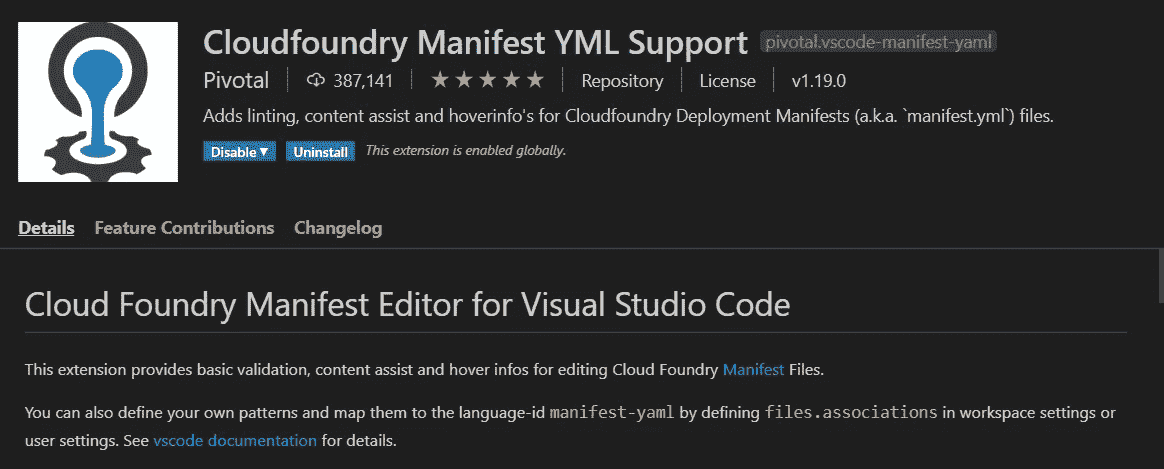 Cloudfoundry Manifest YML Support pivotal.vscode-manifest-yaml
Pivotal 387,141 ★★★★★ Repository License v1.19.0
Adds linting, content assist and hoverinfo's for Cloudfoundry Deployment Manifests (a.k.a. `manifest.yml`) files.
Disable▼ Uninstall This extension is enabled globally.
Details Feature Contributions Changelog
Cloud Foundry Manifest Editor for Visual Studio Code
This extension provides basic validation, content assist and hover infos for editing Cloud Foundry Manifest Files.
You can also define your own patterns and map them to the language-id manifest-yaml by defining files.associations in workspace settings or
user settings. See vscode documentation for details.